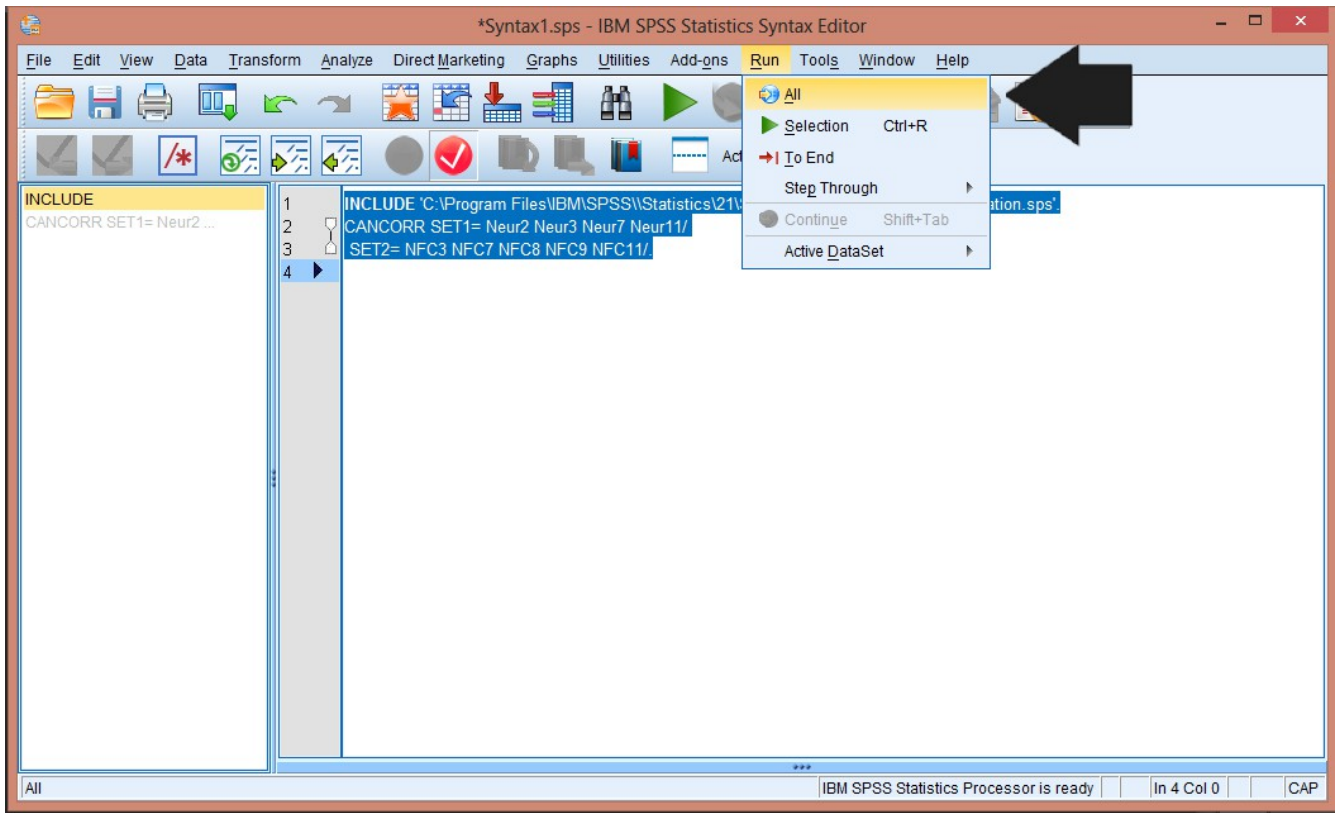 *Syntax1.sps - IBM SPSS Statistics Syntax Editor
File Edit View Data Transform Analyze Direct Marketing Graphs Utilities Add-ons Run Tools Window Help
All
Selection Ctrl+R
To End
Step Through
Continue Shift+Tab
Active DataSet
INCLUDE
CANCORR SET1= Neur2 ...
1 INCLUDE 'C:\Program Files\IBM\SPSS\\Statistics\21\ ation.sps'.
2 CANCORR SET1= Neur2 Neur3 Neur7 Neur11/
3 SET2= NFC3 NFC7 NFC8 NFC9 NFC11/.
4
All IBM SPSS Statistics Processor is ready In 4 Col 0 CAP